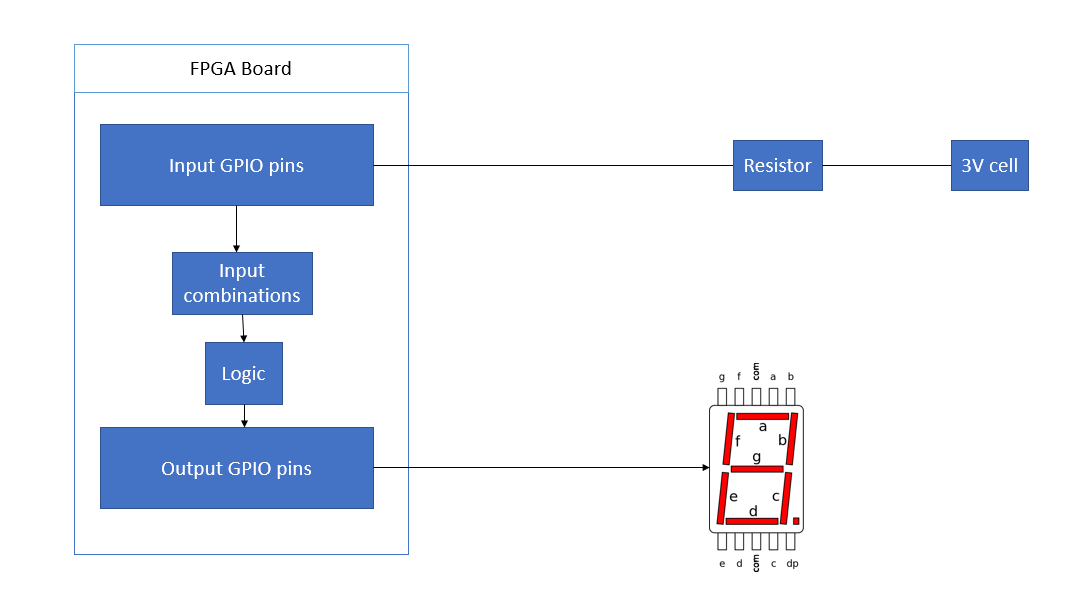 FPGA Board
Input GPIO pins
Resistor
3V cell
Input
combinations
Logic
g f com a b
a
f b
g
Output GPIO pins
e c
d
e d com c dp